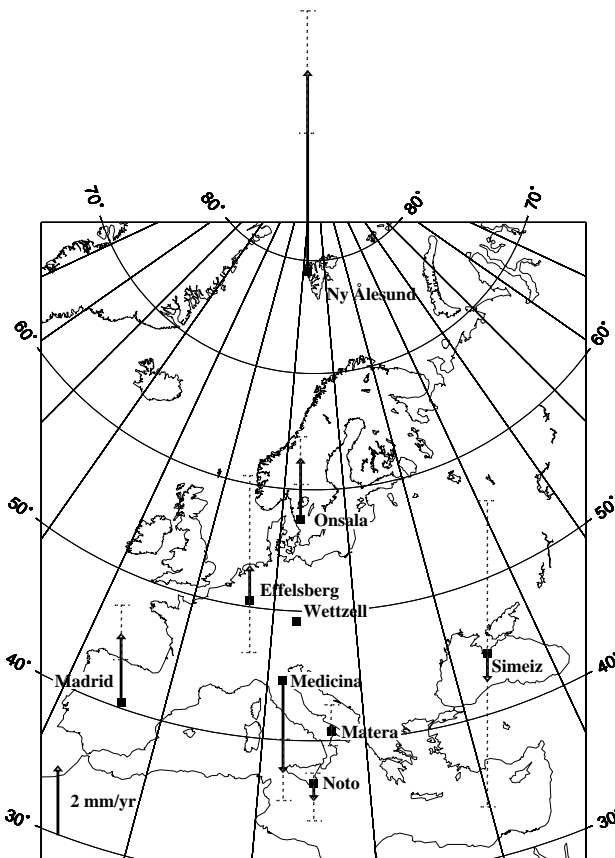 70°
80°
80°
70°
Ny Ålesund
60°
60°
50°
50°
Onsala
Effelsberg
Wettzell
40°
40°
Simeiz
Madrid
Medicina
Matera
Noto
2 mm/yr
30°
30°